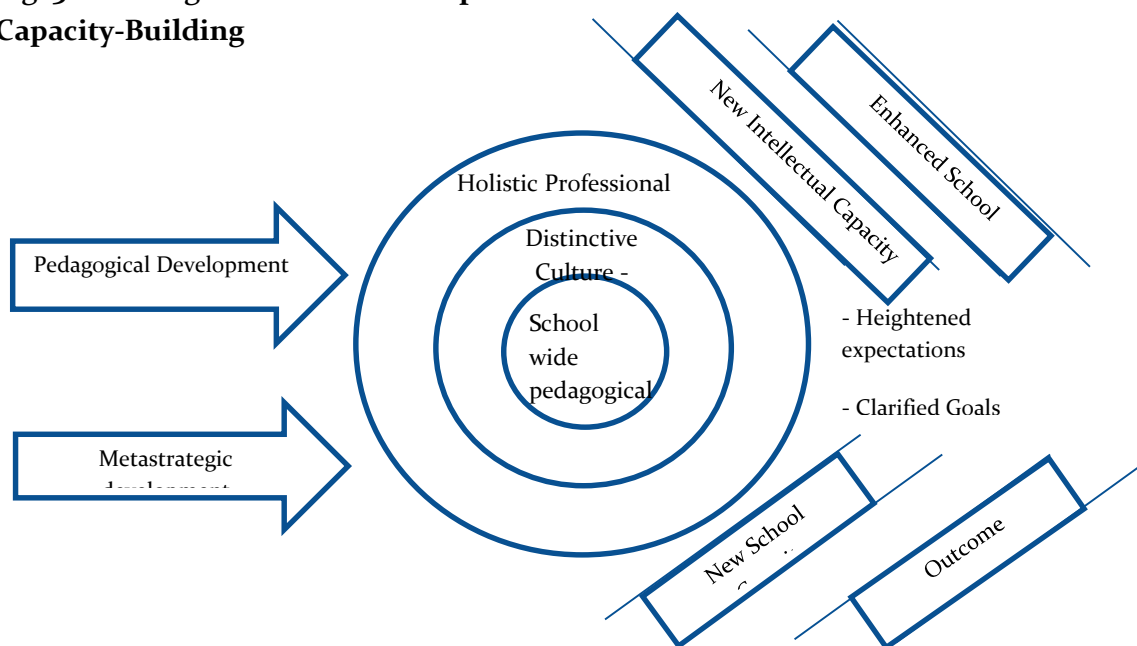 Capacity-Building
Holistic Professional
Distinctive
Culture -
School
wide
pedagogical
Pedagogical Development
Metastrategic
New Intellectual Capacity
Enhanced School
- Heightened
expectations
- Clarified Goals
New School
Outcome